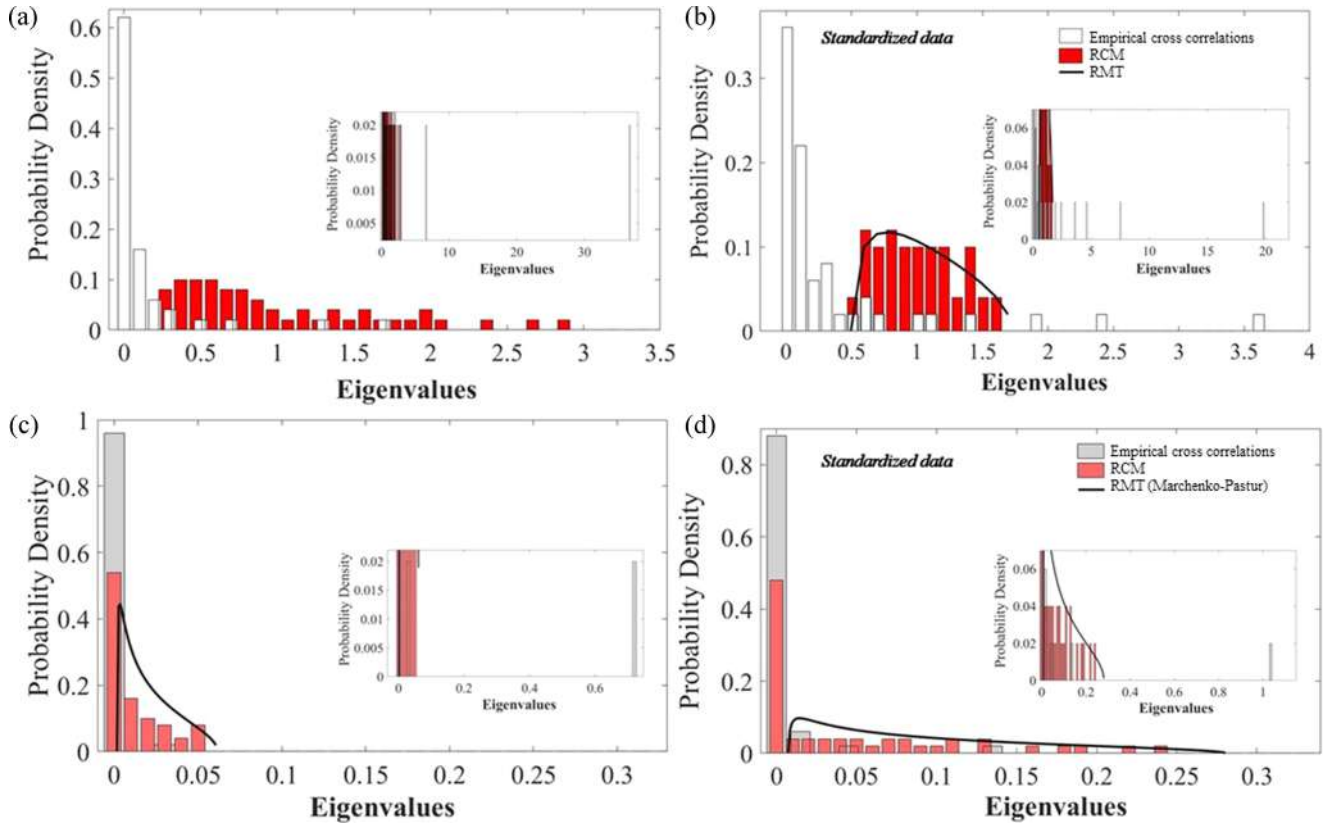 (a)
0.6
0.5
0.4
0.3
0.2
0.1
0
Probability Density
0 0.5 1 1.5 2 2.5 3 3.5
Eigenvalues
0.02
0.015
0.01
0.005
Probability Density
0 10 20 30
Eigenvalues
(b)
Standardized data
Empirical cross correlations
RCM
RMT
0.3
0.2
0.1
0
Probability Density
0 0.5 1 1.5 2 2.5 3 3.5 4
Eigenvalues
0.06
0.04
0.02
0
Probability Density
0 5 10 15 20
Eigenvalues
(c)
1
0.8
0.6
0.4
0.2
0
Probability Density
0 0.05 0.1 0.15 0.2 0.25 0.3
Eigenvalues
0.02
0.015
0.01
0.005
0
Probability Density
0 0.2 0.4 0.6
Eigenvalues
(d)
Standardized data
Empirical cross correlations
RCM
RMT (Marchenko-Pastur)
0.8
0.6
0.4
0.2
0
Probability Density
0 0.05 0.1 0.15 0.2 0.25 0.3
Eigenvalues
0.06
0.04
0.02
0
Probability Density
0 0.2 0.4 0.6 0.8 1
Eigenvalues